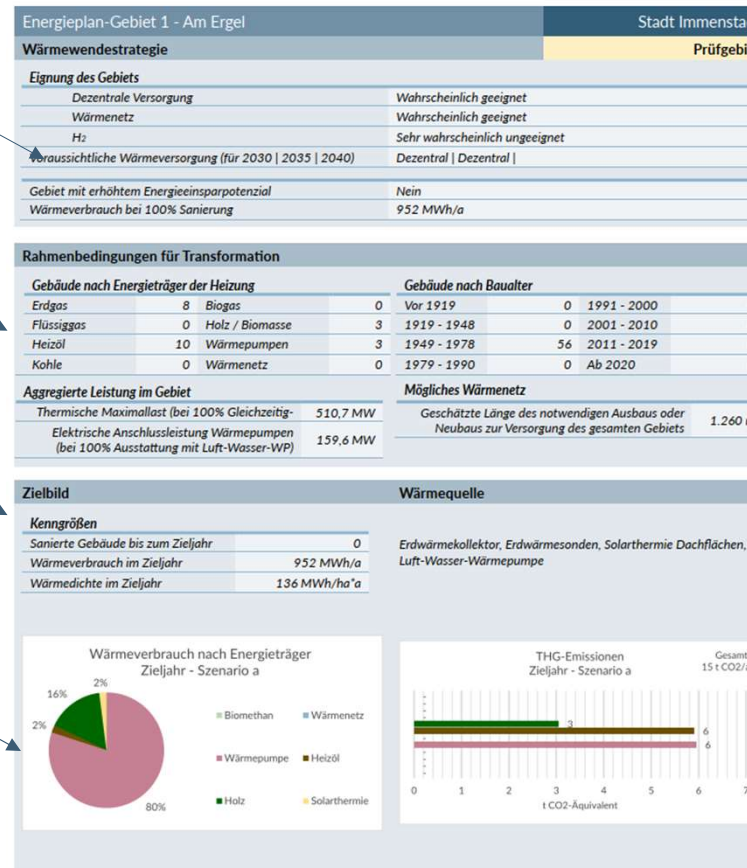 Energieplan-Gebiet 1 - Am Ergel
Stadt
Wärmewendestrategie
Eignung des Gebiets
Dezentrale Versorgung Wahrscheinlich geeignet
Wärmenetz Wahrscheinlich geeignet
H2 Sehr wahrscheinlich ungeeignet
Wärmeversorgung (für 2030 | 2035 | 2040) Dezentral | Dezentral |
Gebiet mit erhöhtem Energieeinsparpotenzial Nein
Wärmeverbrauch bei 100% Sanierung 952 MWh/a
Rahmenbedingungen für Transformation
Gebäude nach Energieträger der Heizung
Erdgas 8 Biogas 0
Flüssiggas 0 Holz / Biomasse 3
Heizöl 10 Wärmepumpen 3
Kohle 0 Wärmenetz 0
Gebäude nach Baualter
Vor 1919 0 1991 - 2000
1919 - 1948 0 2001 - 2010
1949 - 1978 56 2011 - 2019
1979 - 1990 0 Ab 2020
Aggregierte Leistung im Gebiet
Thermische Maximallast (bei 100% Gleichzeitig- 510,7 MW
Elektrische Anschlussleistung Wärmepumpen
(bei 100% Ausstattung mit Luft-Wasser-WP) 159,6 MW
Mögliches Wärmenetz
Geschätzte Länge des notwendigen Ausbaus oder
Neubaus zur Versorgung des gesamten Gebiets 1.260
Zielbild
Kenngrößen
Sanierte Gebäude bis zum Zieljahr 0
Wärmeverbrauch im Zieljahr 952 MWh/a
Wärmedichte im Zieljahr 136 MWh/ha*a
Wärmequelle
Erdwärmekollektor, Erdwärmesonden, Solarthermie Dachflächen,
Luft-Wasser-Wärmepumpe
Wärmeverbrauch nach Energieträger
Zieljahr - Szenario a
2%
16%
2%
80%
Biomethan Wärmenetz
Wärmepumpe Heizöl
Holz Solarthermie
THG-Emissionen
Zieljahr - Szenario a
15 t CO2/
3
6
6
0 1 2 3 4 5 6 7
t CO2-Äquivalent